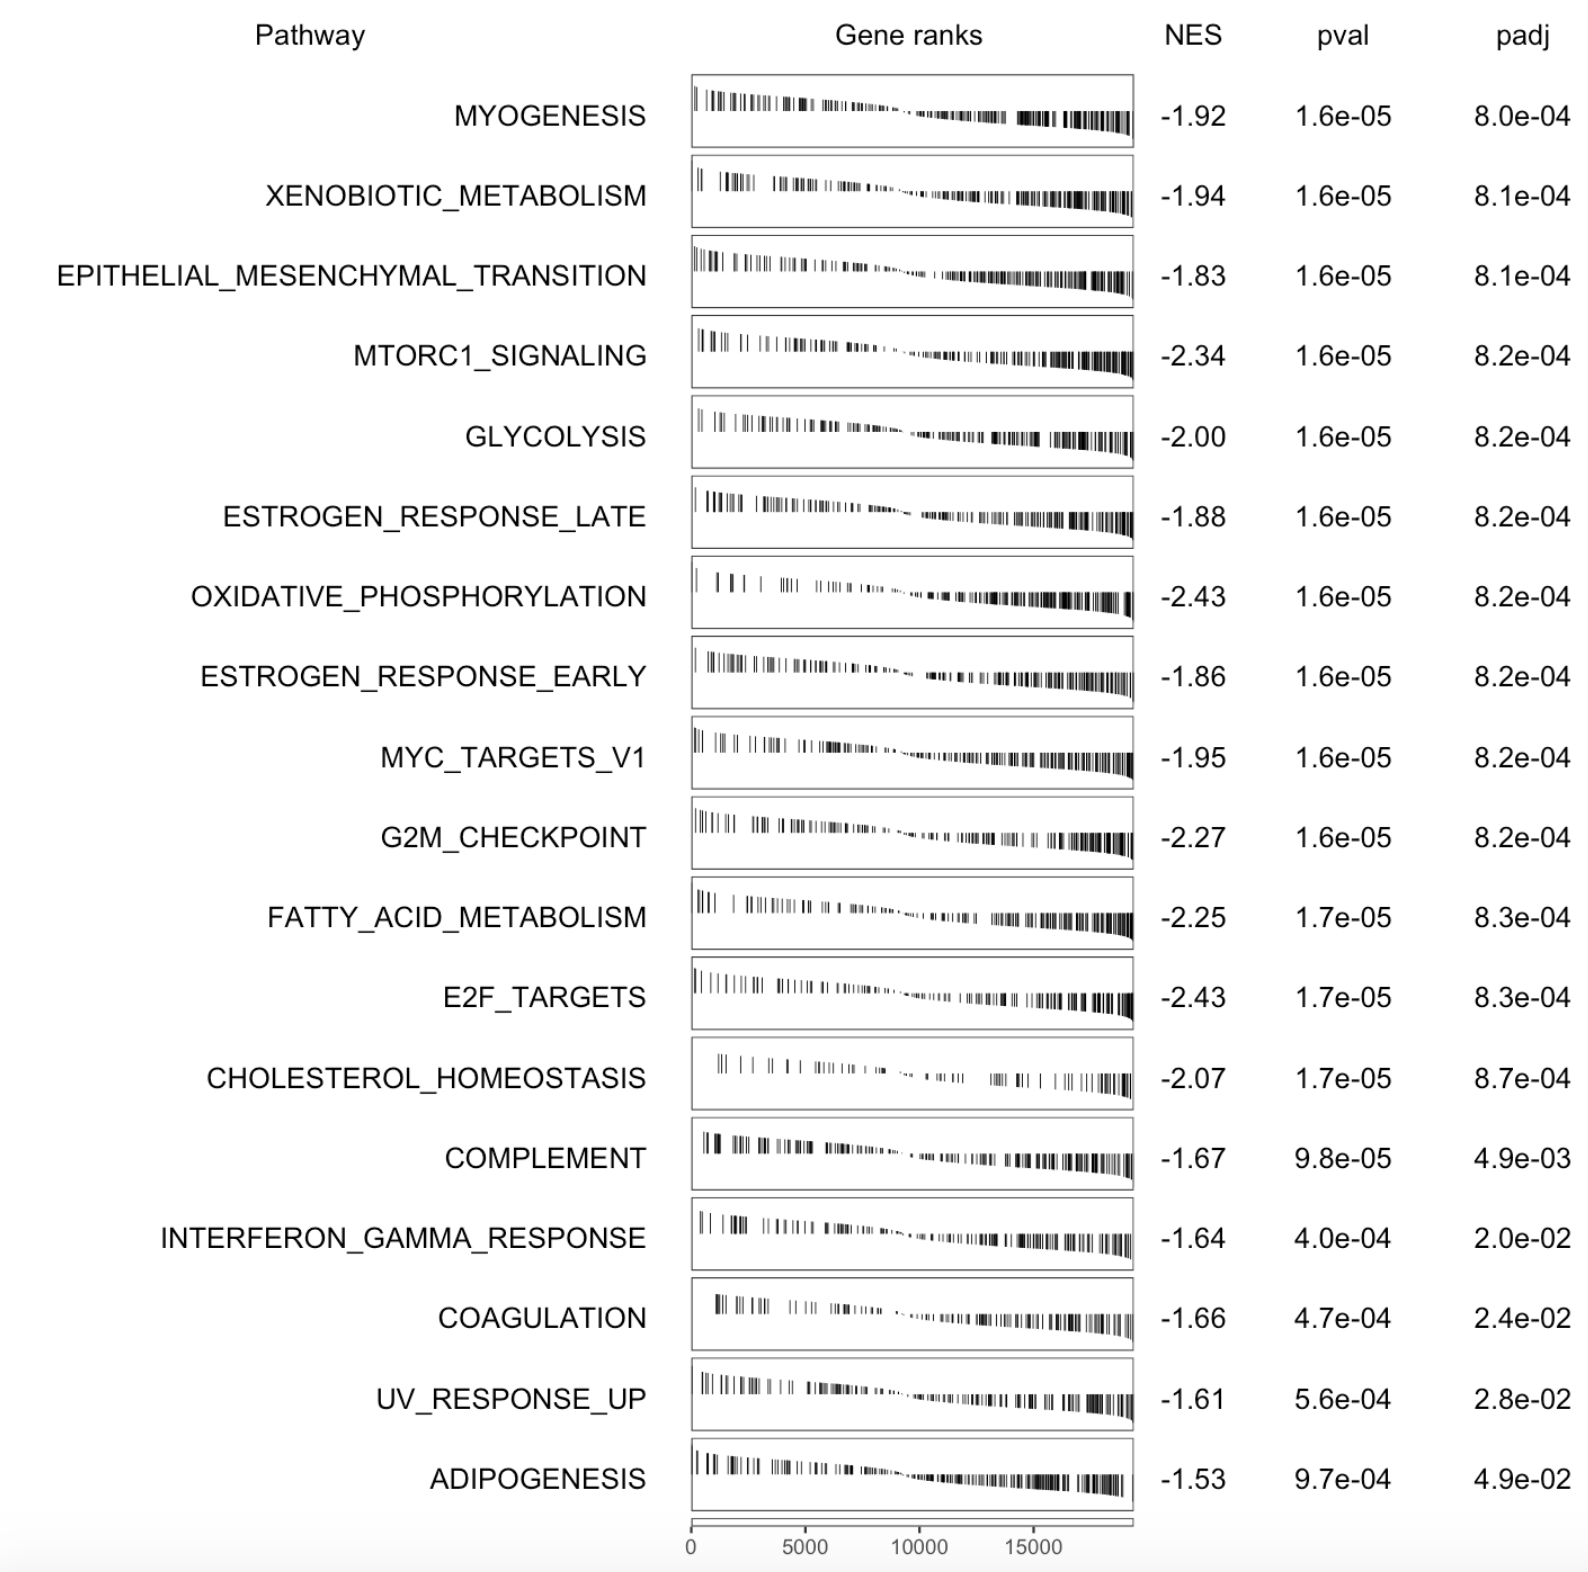 Pathway Gene ranks NES pval padj
MYOGENESIS -1.92 1.6e-05 8.0e-04
XENOBIOTIC_METABOLISM -1.94 1.6e-05 8.1e-04
EPITHELIAL_MESENCHYMAL_TRANSITION -1.83 1.6e-05 8.1e-04
MTORC1_SIGNALING -2.34 1.6e-05 8.2e-04
GLYCOLYSIS -2.00 1.6e-05 8.2e-04
ESTROGEN_RESPONSE_LATE -1.88 1.6e-05 8.2e-04
OXIDATIVE_PHOSPHORYLATION -2.43 1.6e-05 8.2e-04
ESTROGEN_RESPONSE_EARLY -1.86 1.6e-05 8.2e-04
MYC_TARGETS_V1 -1.95 1.6e-05 8.2e-04
G2M_CHECKPOINT -2.27 1.6e-05 8.2e-04
FATTY_ACID_METABOLISM -2.25 1.7e-05 8.3e-04
E2F_TARGETS -2.43 1.7e-05 8.3e-04
CHOLESTEROL_HOMEOSTASIS -2.07 1.7e-05 8.7e-04
COMPLEMENT -1.67 9.8e-05 4.9e-03
INTERFERON_GAMMA_RESPONSE -1.64 4.0e-04 2.0e-02
COAGULATION -1.66 4.7e-04 2.4e-02
UV_RESPONSE_UP -1.61 5.6e-04 2.8e-02
ADIPOGENESIS -1.53 9.7e-04 4.9e-02
0 5000 10000 15000